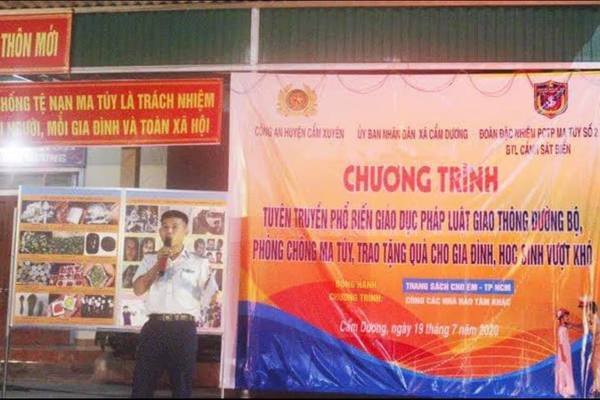 THÔN MỚI
CHỐNG TỆ NẠN MA TÚY LÀ TRÁCH NHIỆM
NGƯỜI, MỖI GIA ĐÌNH VÀ TOÀN XÃ HỘI
CÔNG AN HUYỆN CẨM XUYÊN
ỦY BAN NHÂN DÂN XÃ CẨM DƯƠNG
ĐOÀN ĐẶC NHIỆM PCTP MA TÚY SỐ 2
BTL CẢNH SÁT BIỂN
CHƯƠNG TRÌNH
TUYÊN TRUYỀN PHỔ BIẾN GIÁO DỤC PHÁP LUẬT GIAO THÔNG ĐƯỜNG BỘ,
PHÒNG CHỐNG MA TÚY, TRAO TẶNG QUÀ CHO GIA ĐÌNH, HỌC SINH VƯỢT KHÓ
ĐỒNG HÀNH
CHƯƠNG TRÌNH:
TRANG SÁCH CHO EM - TP HCM
CÙNG CÁC NHÀ HẢO TÂM KHÁC
Cẩm Dương, ngày 19 tháng 7 năm 2020